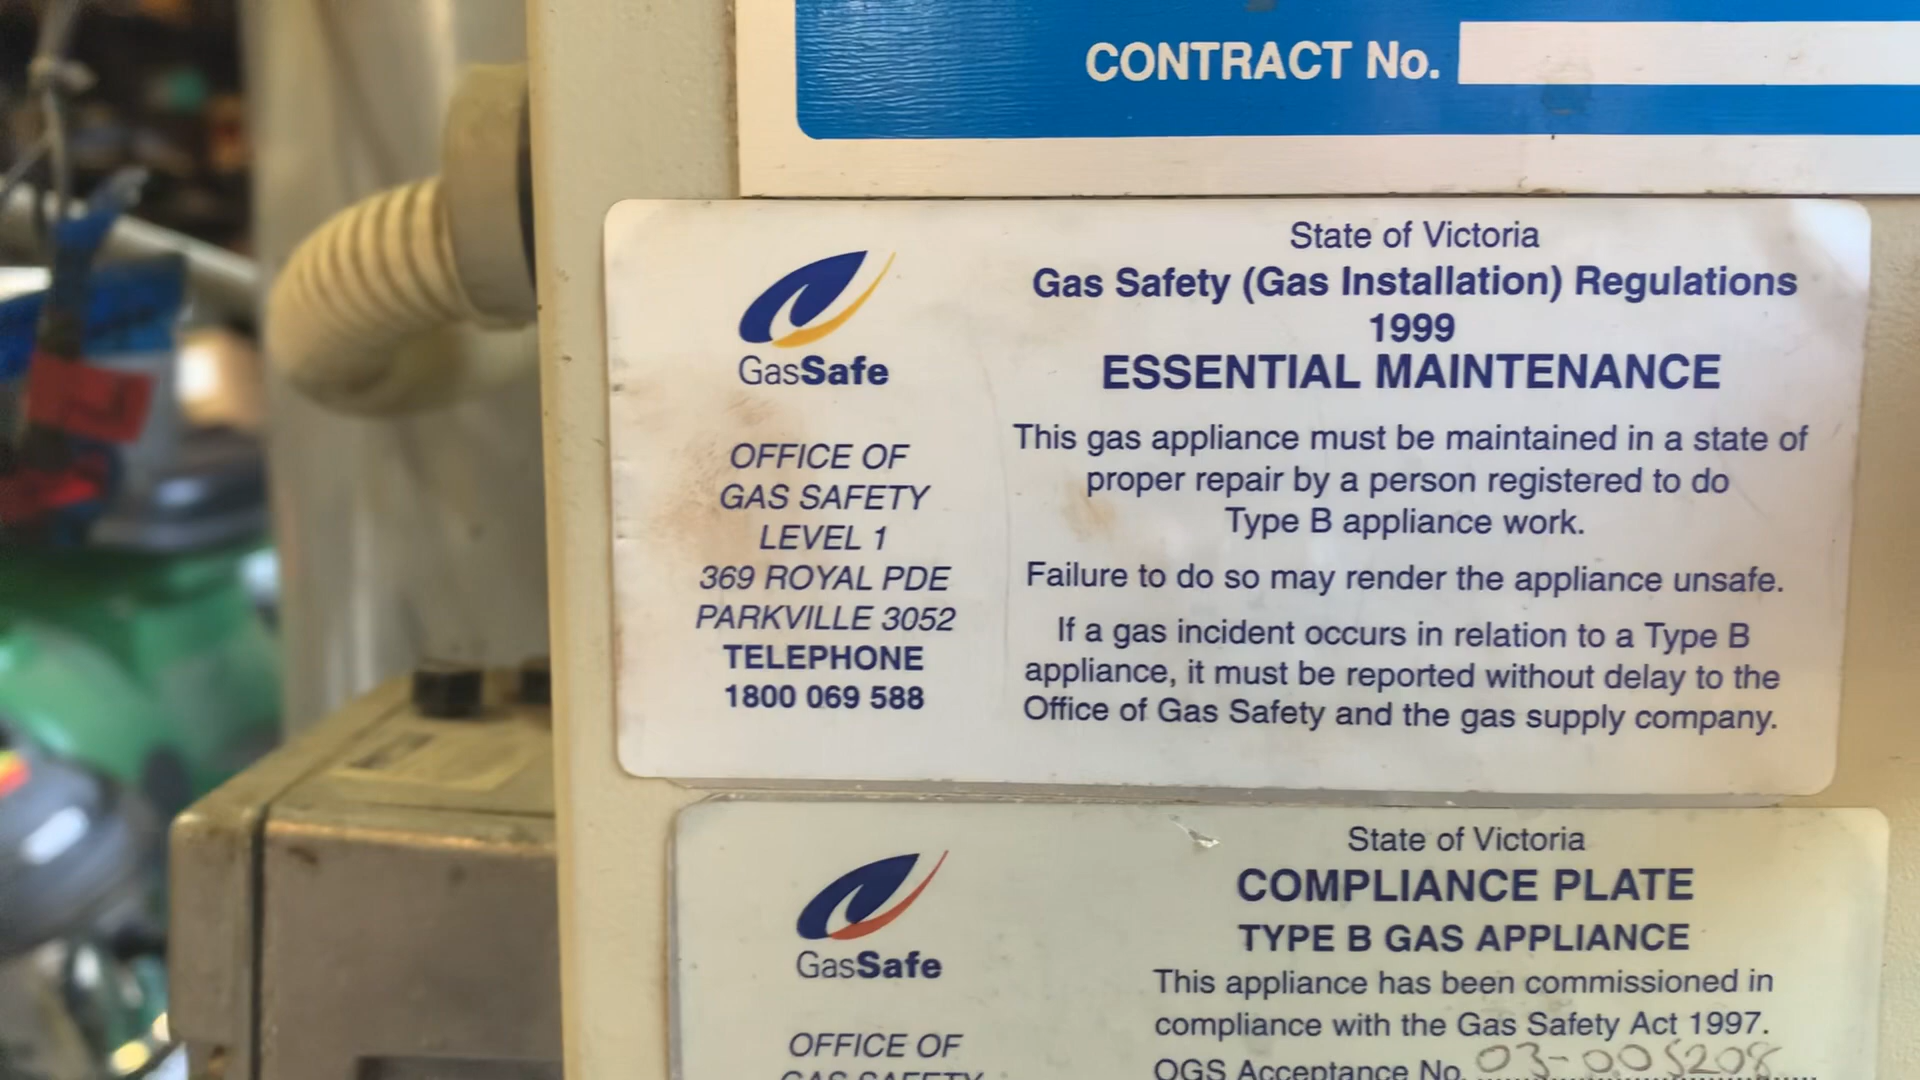 CONTRACT No.
GasSafe
OFFICE OF
GAS SAFETY
LEVEL 1
369 ROYAL PDE
PARKVILLE 3052
TELEPHONE
1800 069 588
State of Victoria
Gas Safety (Gas Installation) Regulations
1999
ESSENTIAL MAINTENANCE
This gas appliance must be maintained in a state of
proper repair by a person registered to do
Type B appliance work.
Failure to do so may render the appliance unsafe.
If a gas incident occurs in relation to a Type B
appliance, it must be reported without delay to the
Office of Gas Safety and the gas supply company.
GasSafe
OFFICE OF
GAS SAFETY
State of Victoria
COMPLIANCE PLATE
TYPE B GAS APPLIANCE
This appliance has been commissioned in
compliance with the Gas Safety Act 1997.
OGS Acceptance No. 03-005208